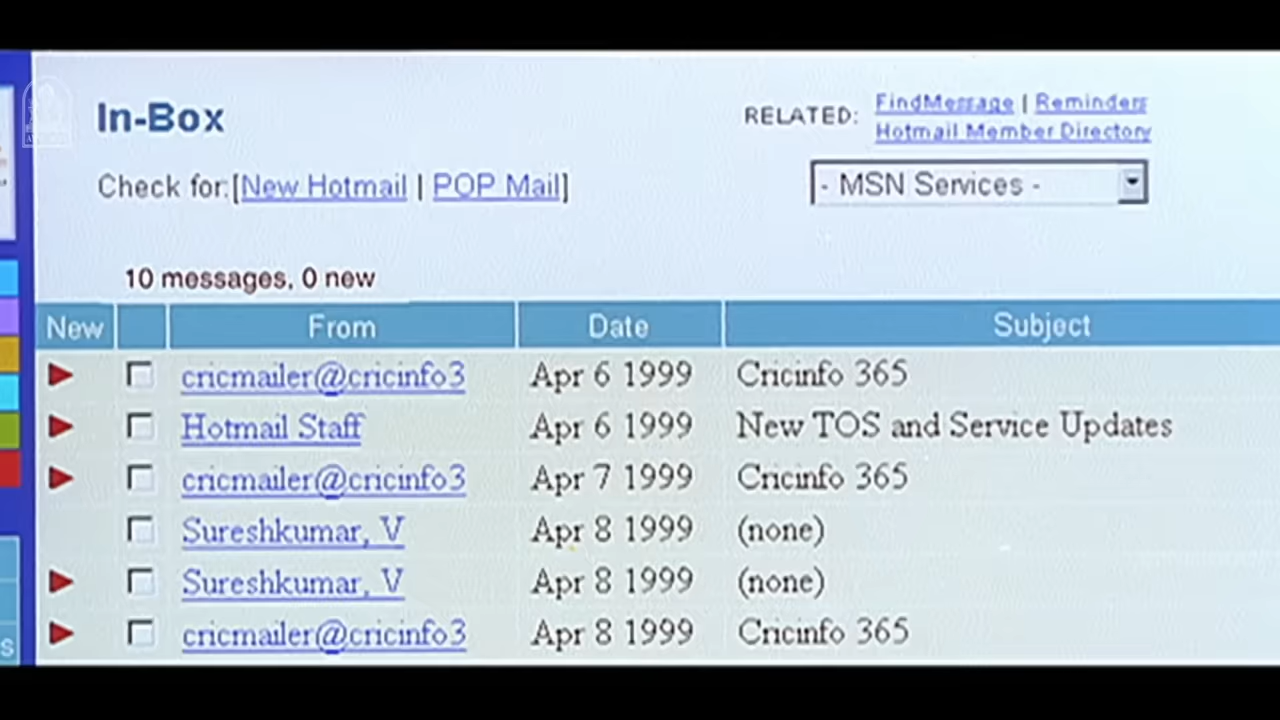 In-Box
RELATED: FindMessage | Reminders
Hotmail Member Directory
Check for:[New Hotmail | POP Mail]
- MSN Services -
10 messages, 0 new
New From Date Subject
cricmailer@cricinfo3 Apr 6 1999 Cricinfo 365
Hotmail Staff Apr 6 1999 New TOS and Service Updates
cricmailer@cricinfo3 Apr 7 1999 Cricinfo 365
Sureshkumar, V Apr 8 1999 (none)
Sureshkumar, V Apr 8 1999 (none)
cricmailer@cricinfo3 Apr 8 1999 Cricinfo 365
s